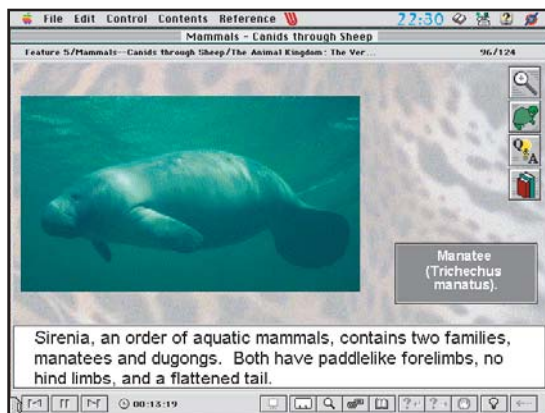 File Edit Control Contents Reference 22:30
Mammals - Canids through Sheep
Feature 5/Mammals--Canids through Sheep/The Animal Kingdom: The Ver... 96/124
Q A
Manatee
(Trichechus
manatus).
Sirenia, an order of aquatic mammals, contains two families,
manatees and dugongs. Both have paddlelike forelimbs, no
hind limbs, and a flattened tail.
00:13:19